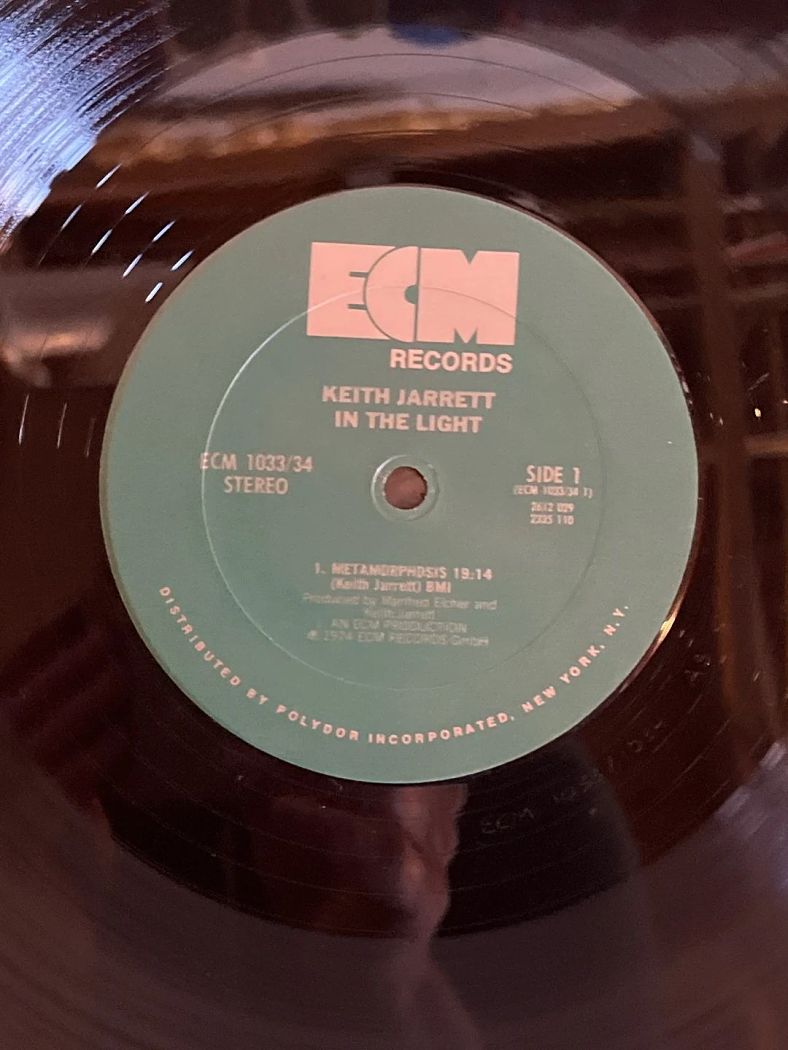 ECM
RECORDS
KEITH JARRETT
IN THE LIGHT
ECM 1033/34
STEREO
SIDE 1
(ECM 1033/34 1)
2612 029
2335 110
1. METAMORPHOSIS 19:14
(Keith Jarrett) BMI
Produced by Manfred Eicher and
Keith Jarrett
AN ECM PRODUCTION
℗ 1974 ECM RECORDS GmbH
DISTRIBUTED BY POLYDOR INCORPORATED, NEW YORK, N.Y.
ECM